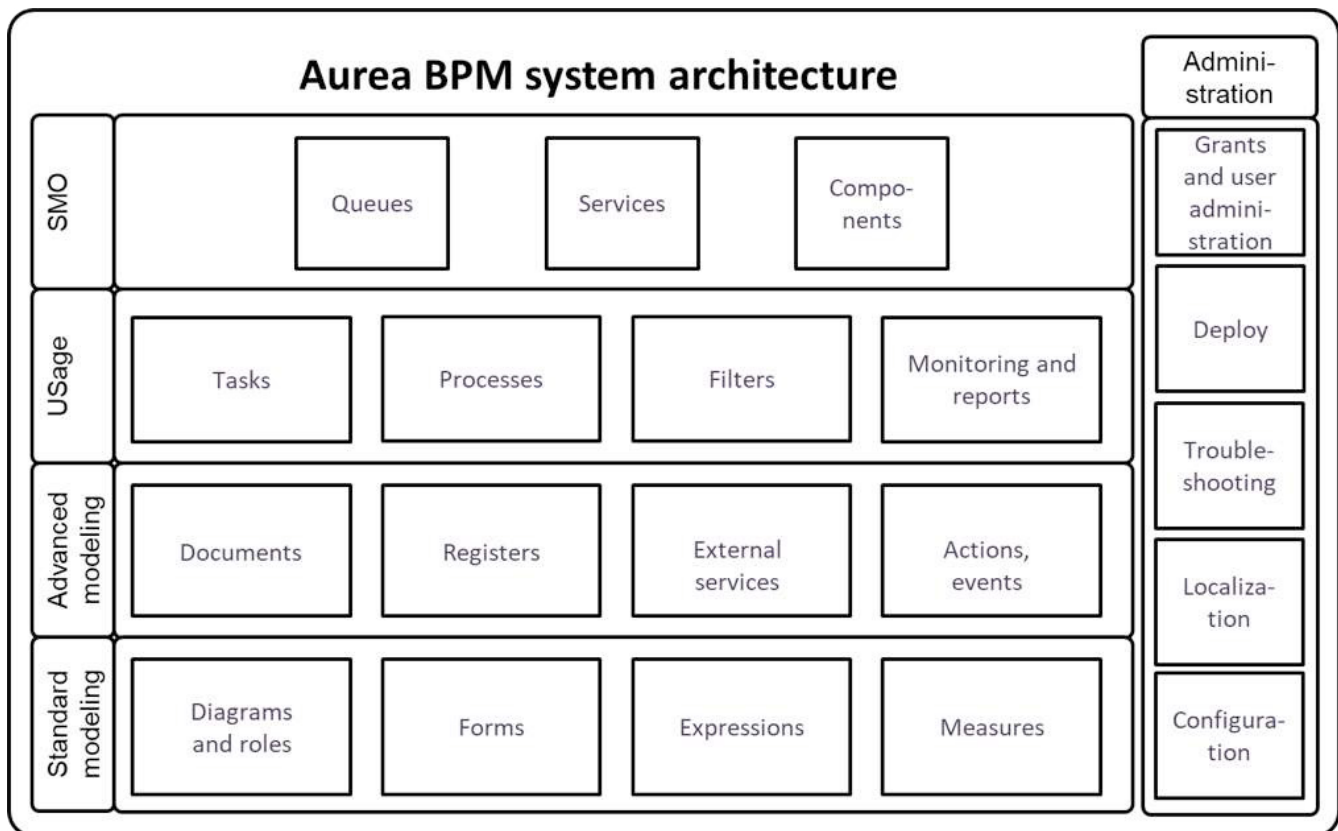 Aurea BPM system architecture
SMO
Queues
Services
Compo-
nents
USage
Tasks
Processes
Filters
Monitoring and
reports
Advanced
modeling
Documents
Registers
External
services
Actions,
events
Standard
modeling
Diagrams
and roles
Forms
Expressions
Measures
Admini-
stration
Grants
and user
admini-
stration
Deploy
Trouble-
shooting
Localiza-
tion
Configura-
tion